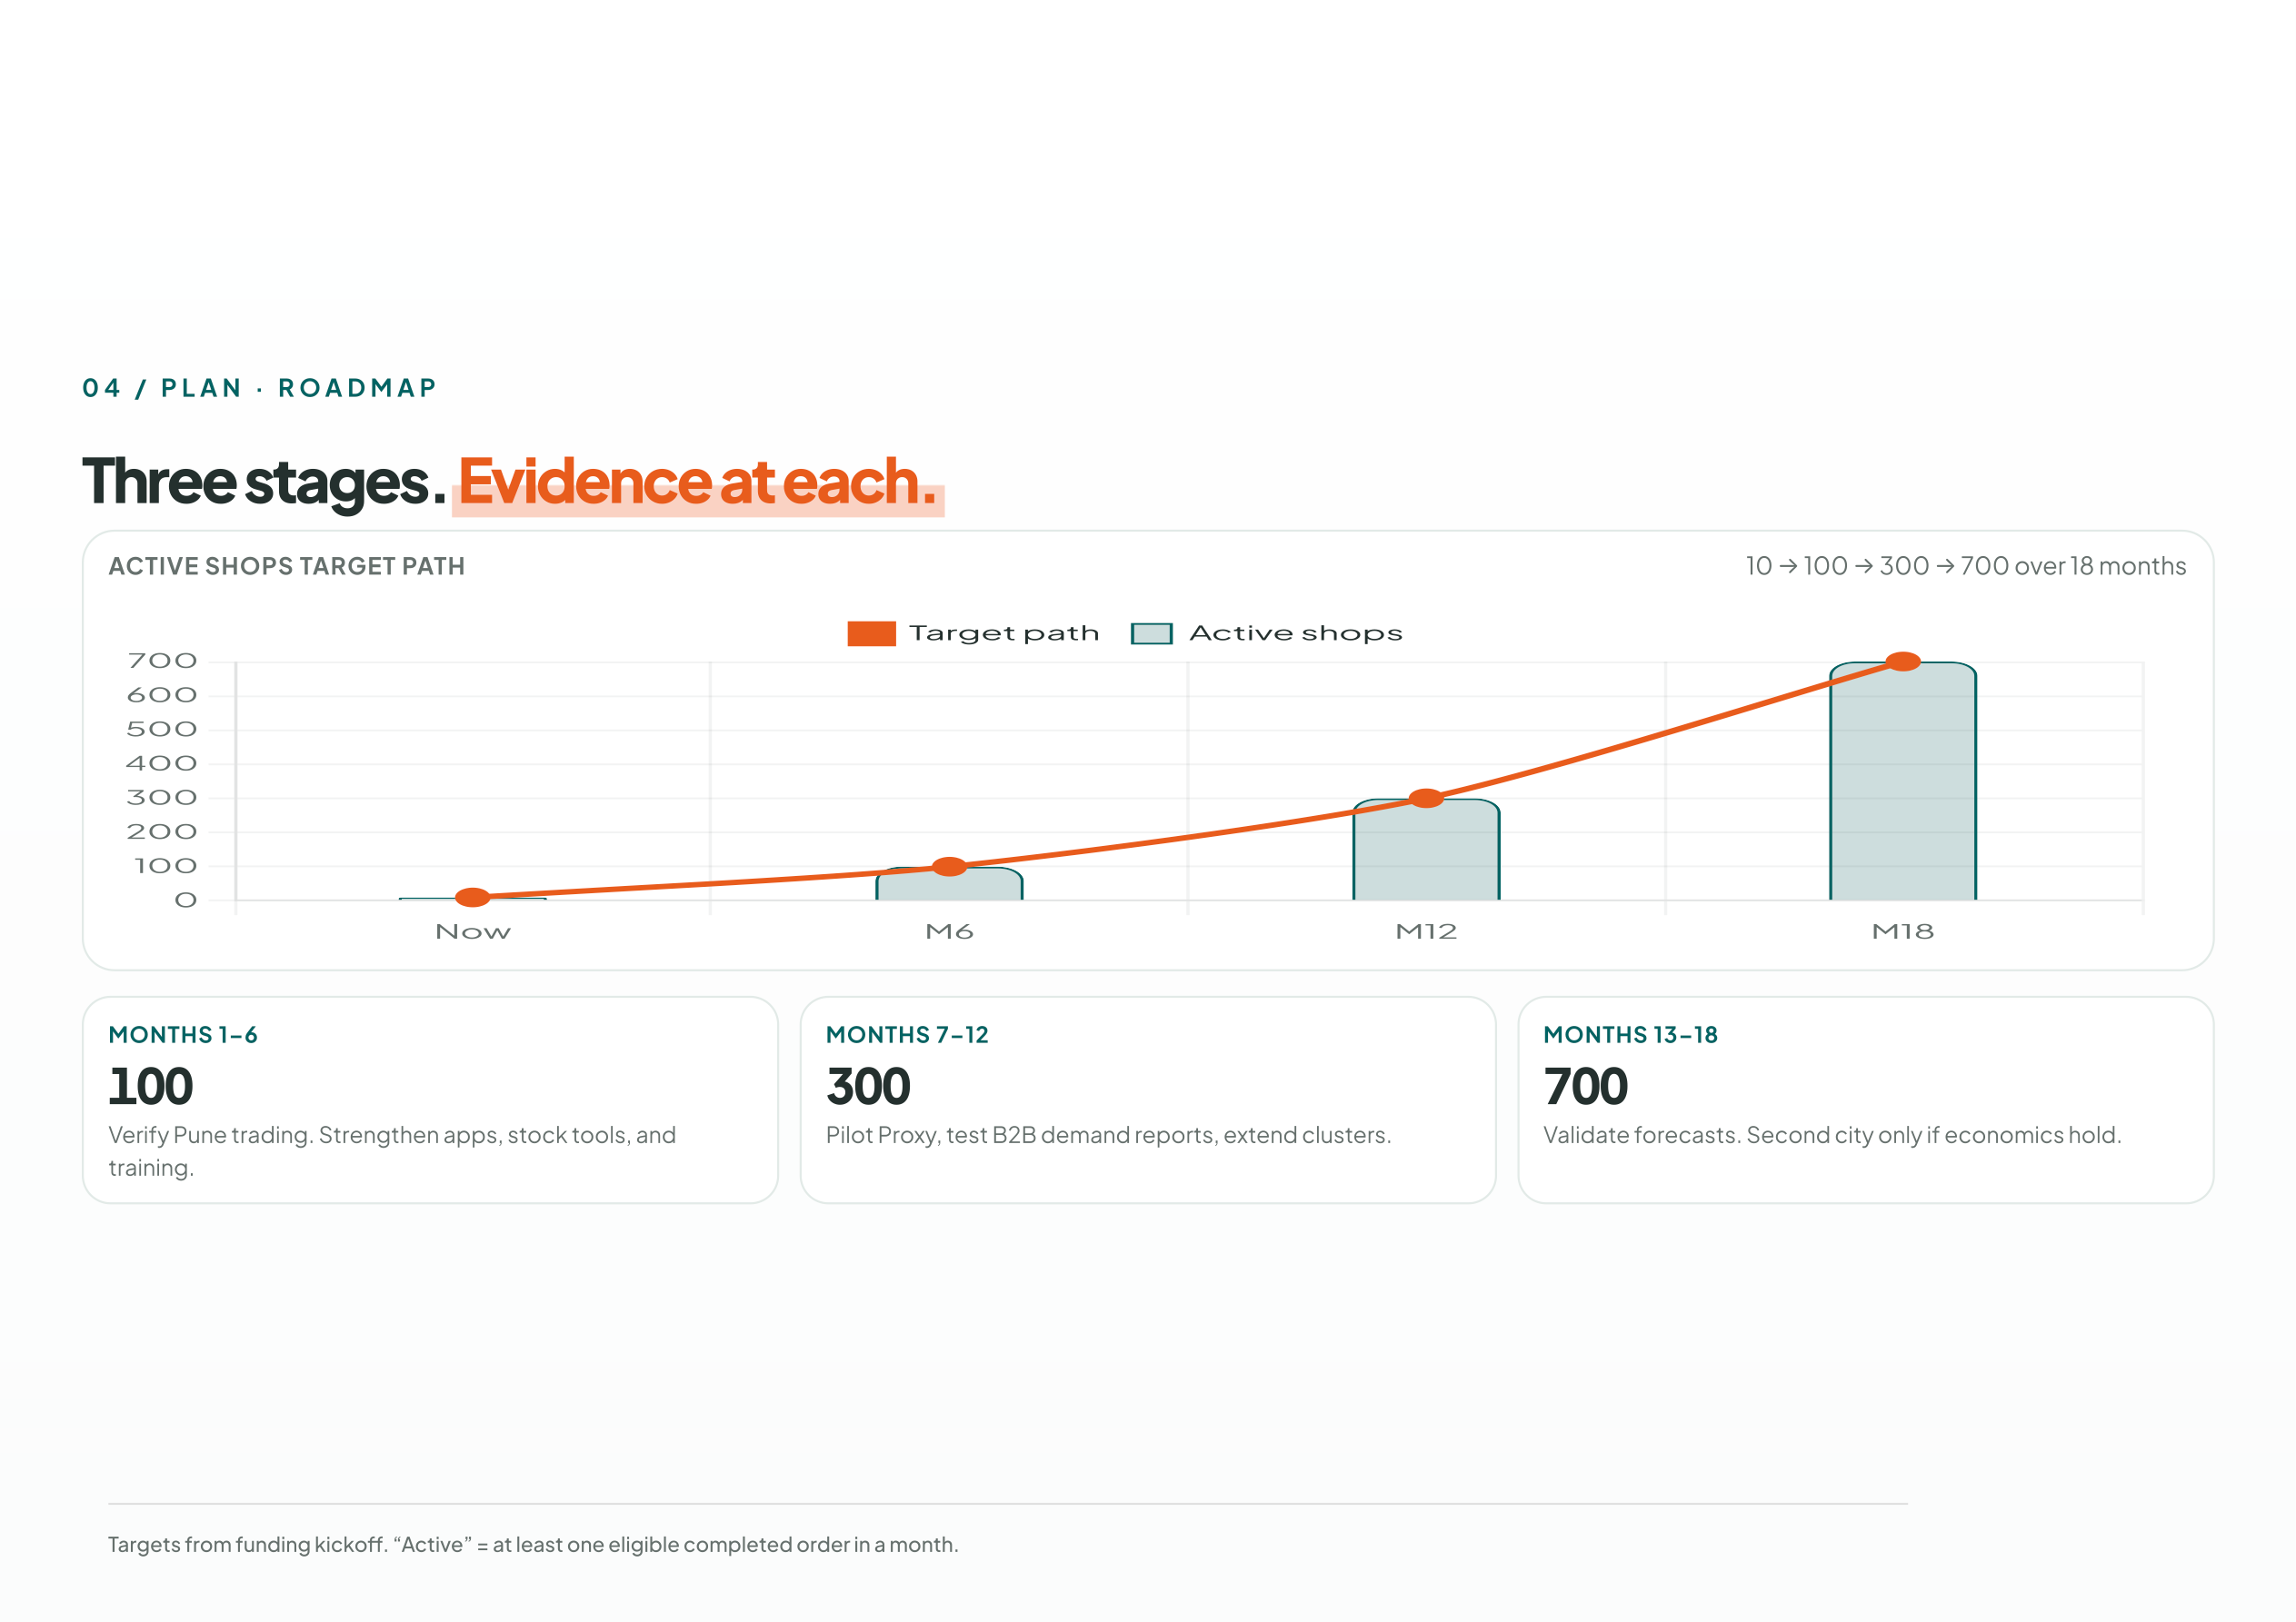 04 / PLAN · ROADMAP
Three stages. Evidence at each.
ACTIVE SHOPS TARGET PATH
10 → 100 → 300 → 700 over 18 months
Target path
Active shops
700
600
500
400
300
200
100
0
Now
M6
M12
M18
MONTHS 1–6
100
Verify Pune trading. Strengthen apps, stock tools, and
training.
MONTHS 7–12
300
Pilot Proxy, test B2B demand reports, extend clusters.
MONTHS 13–18
700
Validate forecasts. Second city only if economics hold.
Targets from funding kickoff. “Active” = at least one eligible completed order in a month.